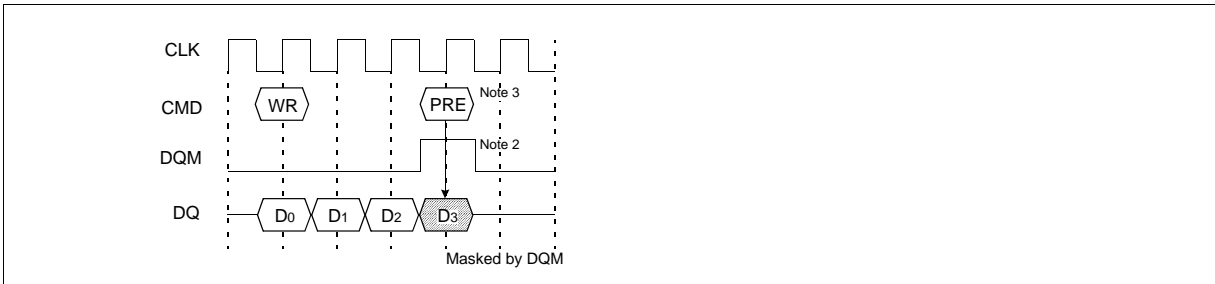 CLK
CMD WR PRE Note 3
DQM Note 2
DQ D0 D1 D2 D3
Masked by DQM